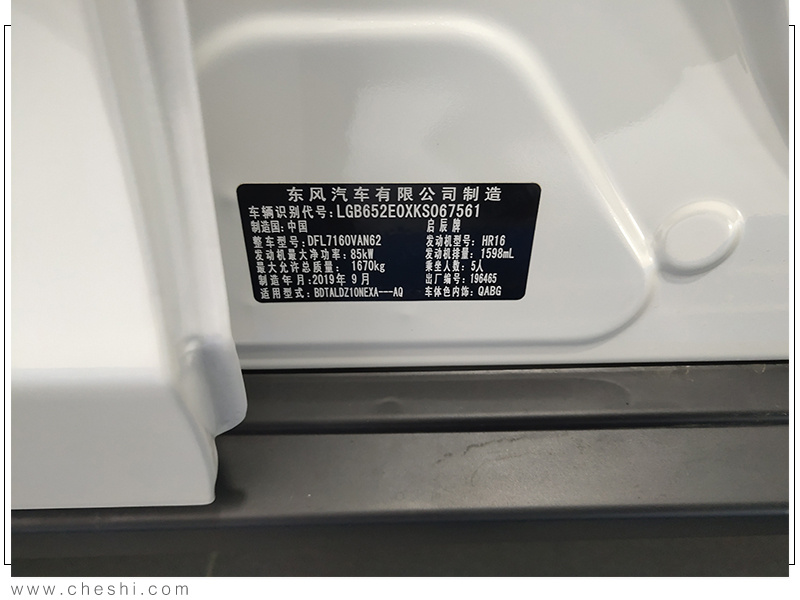 东风汽车有限公司制造
车辆识别代号: LGB652E0XKS067561
制造国: 中国 启辰牌
整车型号: DFL7160VAN62 发动机型号: HR16
发动机最大净功率: 85kW 发动机排量: 1598mL
最大允许总质量: 1670kg 乘坐人数: 5人
制造年月: 2019年9月 出厂编号: 196465
适用型式: BDTALDZ10NEXA---AQ 车体色内饰: QABG
www.cheshi.com